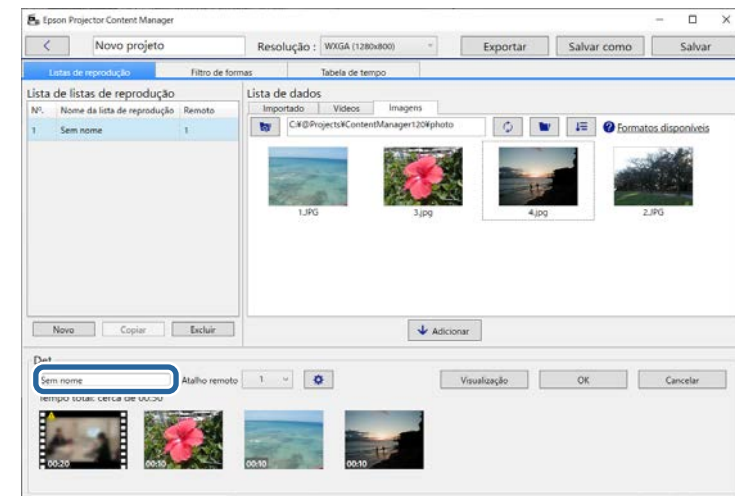 Epson Projector Content Manager
Novo projeto
Resolução : WXGA (1280x800)
Exportar
Salvar como
Salvar
Listas de reprodução
Filtro de formas
Tabela de tempo
Lista de listas de reprodução
Nº. Nome da lista de reprodução Remoto
1 Sem nome 1
Novo
Copiar
Excluir
Lista de dados
Importado
Vídeos
Imagens
C:¥@Projects¥ContentManager120¥photo
Formatos disponíveis
1.JPG
3.jpg
4.jpg
2.JPG
Adicionar
Det
Sem nome
Atalho remoto 1
Visualização
OK
Cancelar
Tempo total: cerca de 00:50
00:20
00:10
00:10
00:10